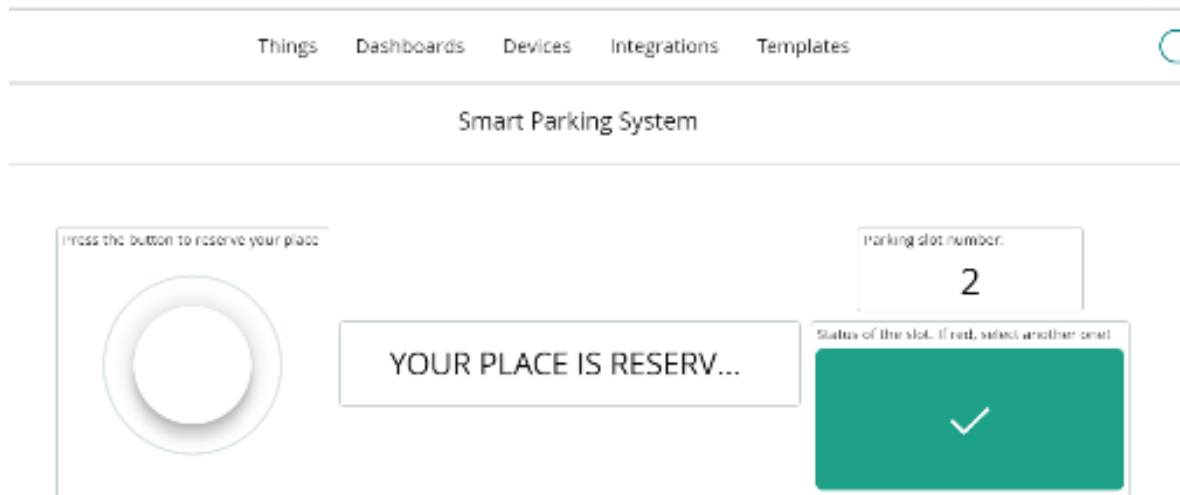 Things Dashboards Devices Integrations Templates
Smart Parking System
Press the button to reserve your place
Parking slot number:
2
YOUR PLACE IS RESERV...
Status of the slot. If red, select another one!